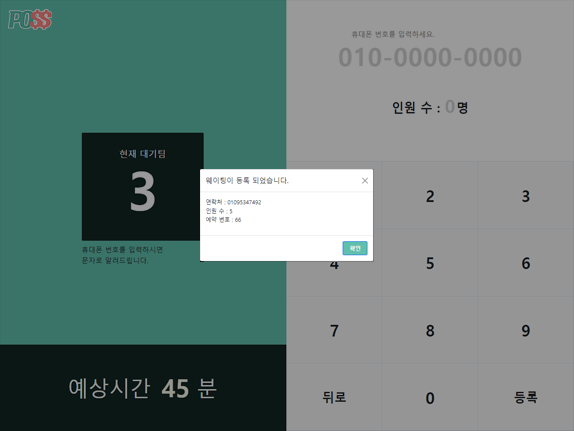 PO$$
휴대폰 번호를 입력하세요.
010-0000-0000
인원 수 : 0명
현재 대기팀
3
휴대폰 번호를 입력하시면
문자로 알려드립니다.
웨이팅이 등록 되었습니다.
×
연락처 : 01095347492
인원 수 : 5
예약 번호 : 66
확인
2
3
4
5
6
7
8
9
뒤로
0
등록
예상시간 45 분